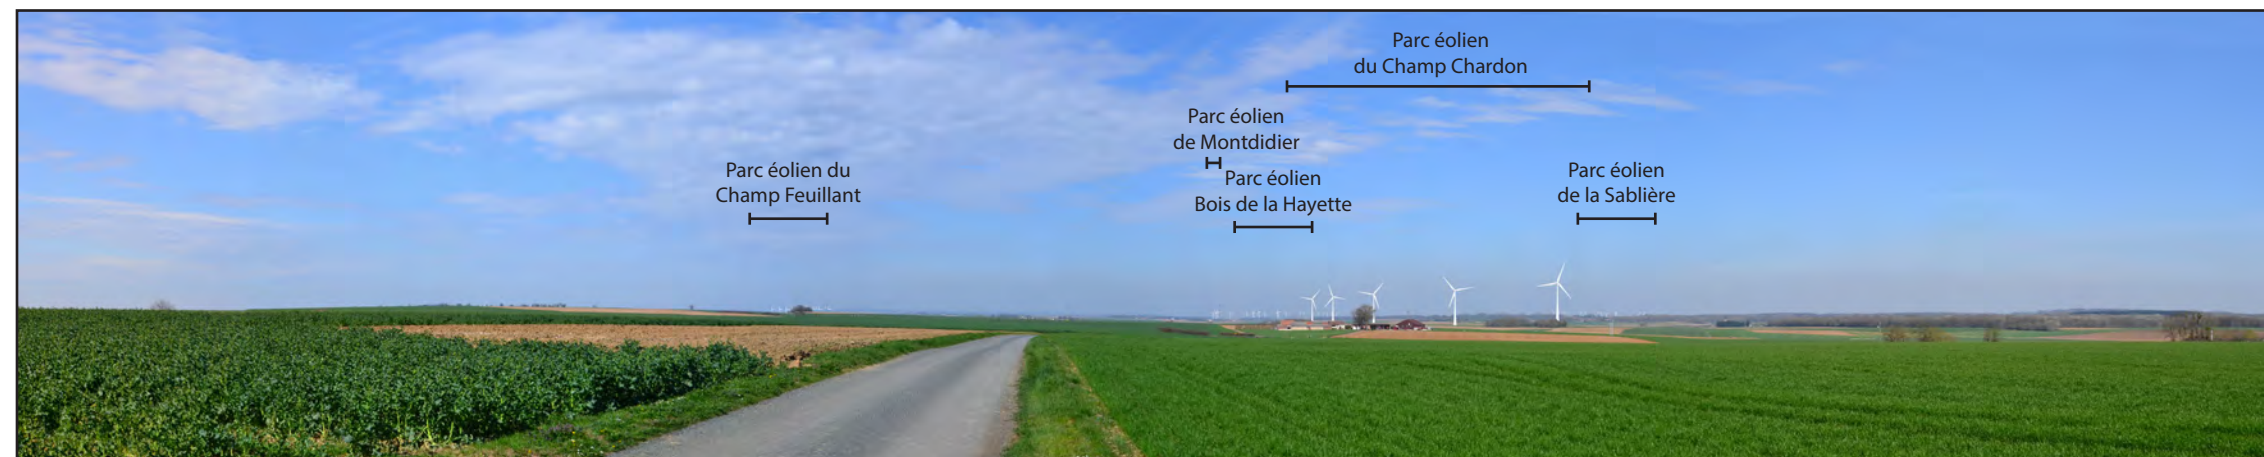 Parc éolien
du Champ Chardon
Parc éolien
de Montdidier
Parc éolien du
Champ Feuillant
Parc éolien
Bois de la Hayette
Parc éolien
de la Sablière